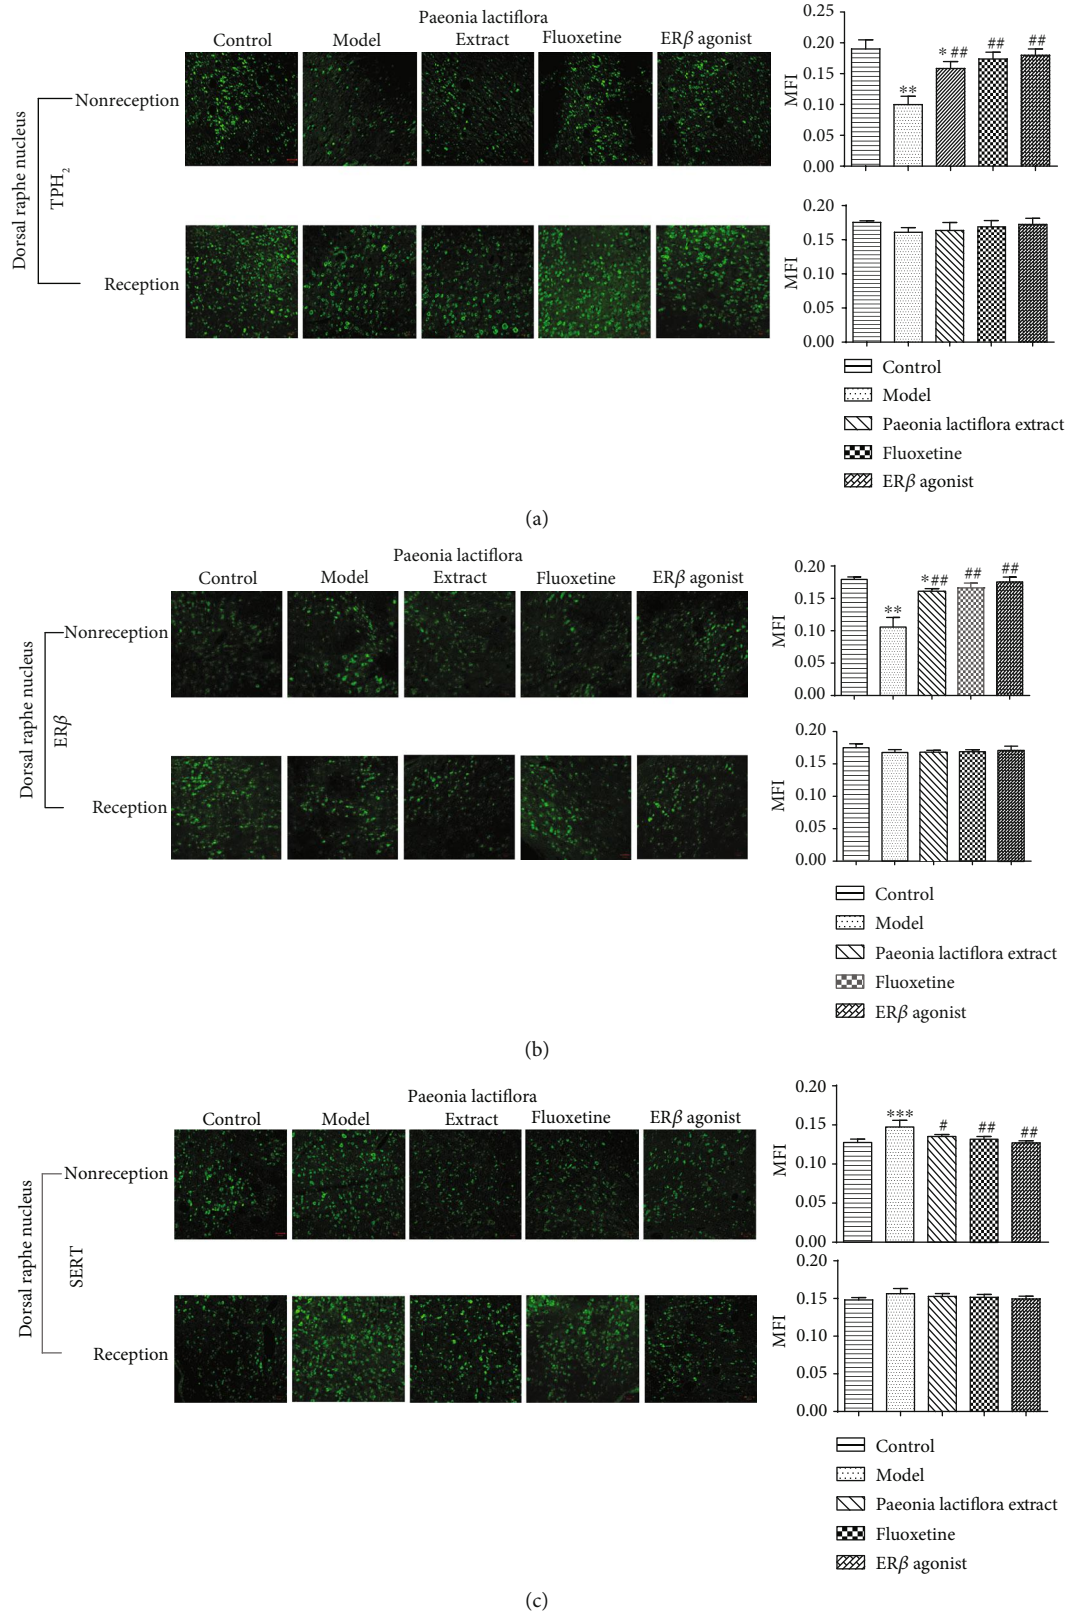 Paeonia lactiflora
Control Model Extract Fluoxetine ERβ agonist
Dorsal raphe nucleus
TPH2
Nonreception
Reception
MFI
0.25
0.20
0.15
0.10
0.05
0.00
** * ## ## ##
MFI
0.20
0.15
0.10
0.05
0.00
Control
Model
Paeonia lactiflora extract
Fluoxetine
ERβ agonist
(a)
Paeonia lactiflora
Control Model Extract Fluoxetine ERβ agonist
Dorsal raphe nucleus
ERβ
Nonreception
Reception
MFI
0.20
0.15
0.10
0.05
0.00
** *## ## ##
MFI
0.20
0.15
0.10
0.05
0.00
Control
Model
Paeonia lactiflora extract
Fluoxetine
ERβ agonist
(b)
Paeonia lactiflora
Control Model Extract Fluoxetine ERβ agonist
Dorsal raphe nucleus
SERT
Nonreception
Reception
MFI
0.20
0.15
0.10
0.05
0.00
*** # ## ##
MFI
0.20
0.15
0.10
0.05
0.00
Control
Model
Paeonia lactiflora extract
Fluoxetine
ERβ agonist
(c)